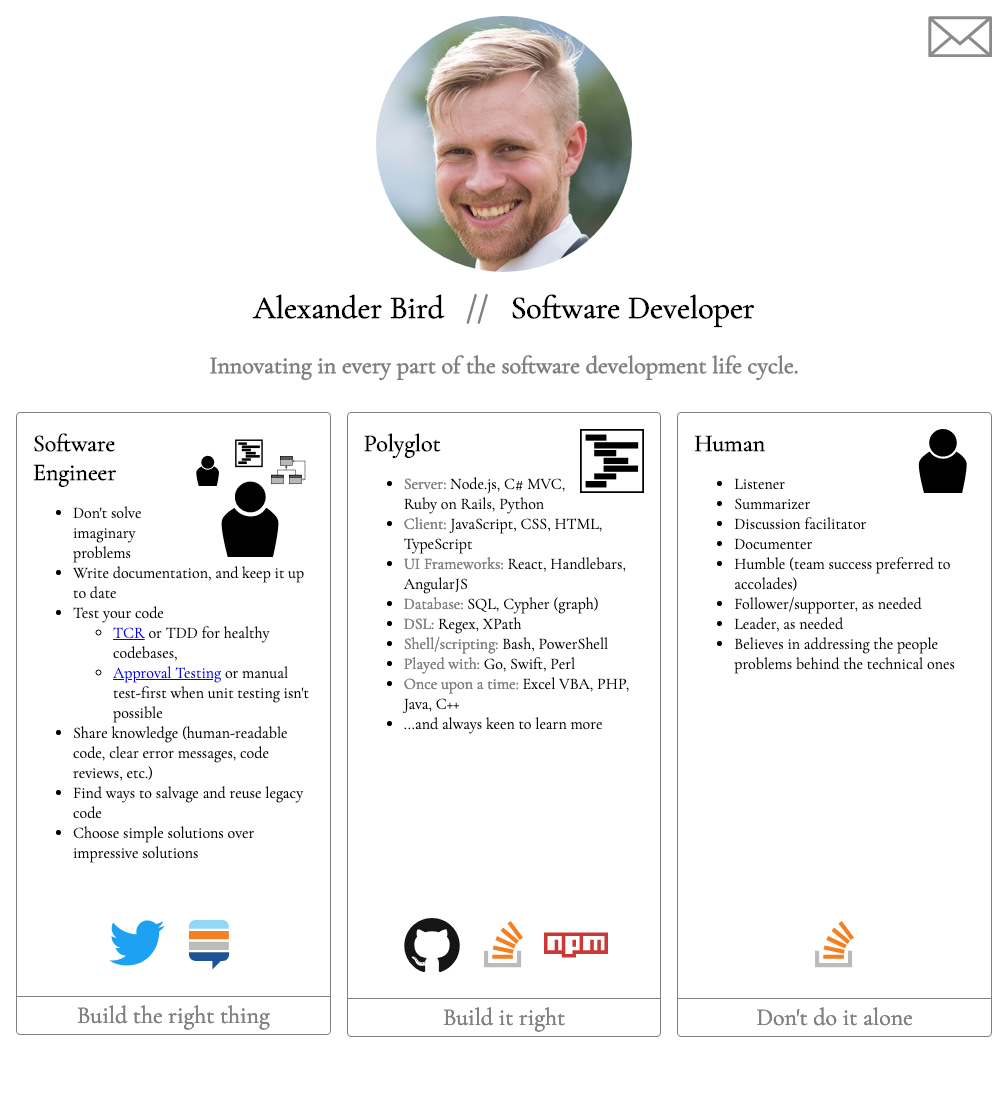 Alexander Bird // Software Developer
Innovating in every part of the software development life cycle.
Software
Engineer
Don't solve
imaginary
problems
Write documentation, and keep it up
to date
Test your code
TCR or TDD for healthy
codebases,
Approval Testing or manual
test-first when unit testing isn't
possible
Share knowledge (human-readable
code, clear error messages, code
reviews, etc.)
Find ways to salvage and reuse legacy
code
Choose simple solutions over
impressive solutions
Build the right thing
Polyglot
Server: Node.js, C# MVC,
Ruby on Rails, Python
Client: JavaScript, CSS, HTML,
TypeScript
UI Frameworks: React, Handlebars,
AngularJS
Database: SQL, Cypher (graph)
DSL: Regex, XPath
Shell/scripting: Bash, PowerShell
Played with: Go, Swift, Perl
Once upon a time: Excel VBA, PHP,
Java, C++
...and always keen to learn more
npm
Build it right
Human
Listener
Summarizer
Discussion facilitator
Documenter
Humble (team success preferred to
accolades)
Follower/supporter, as needed
Leader, as needed
Believes in addressing the people
problems behind the technical ones
Don't do it alone